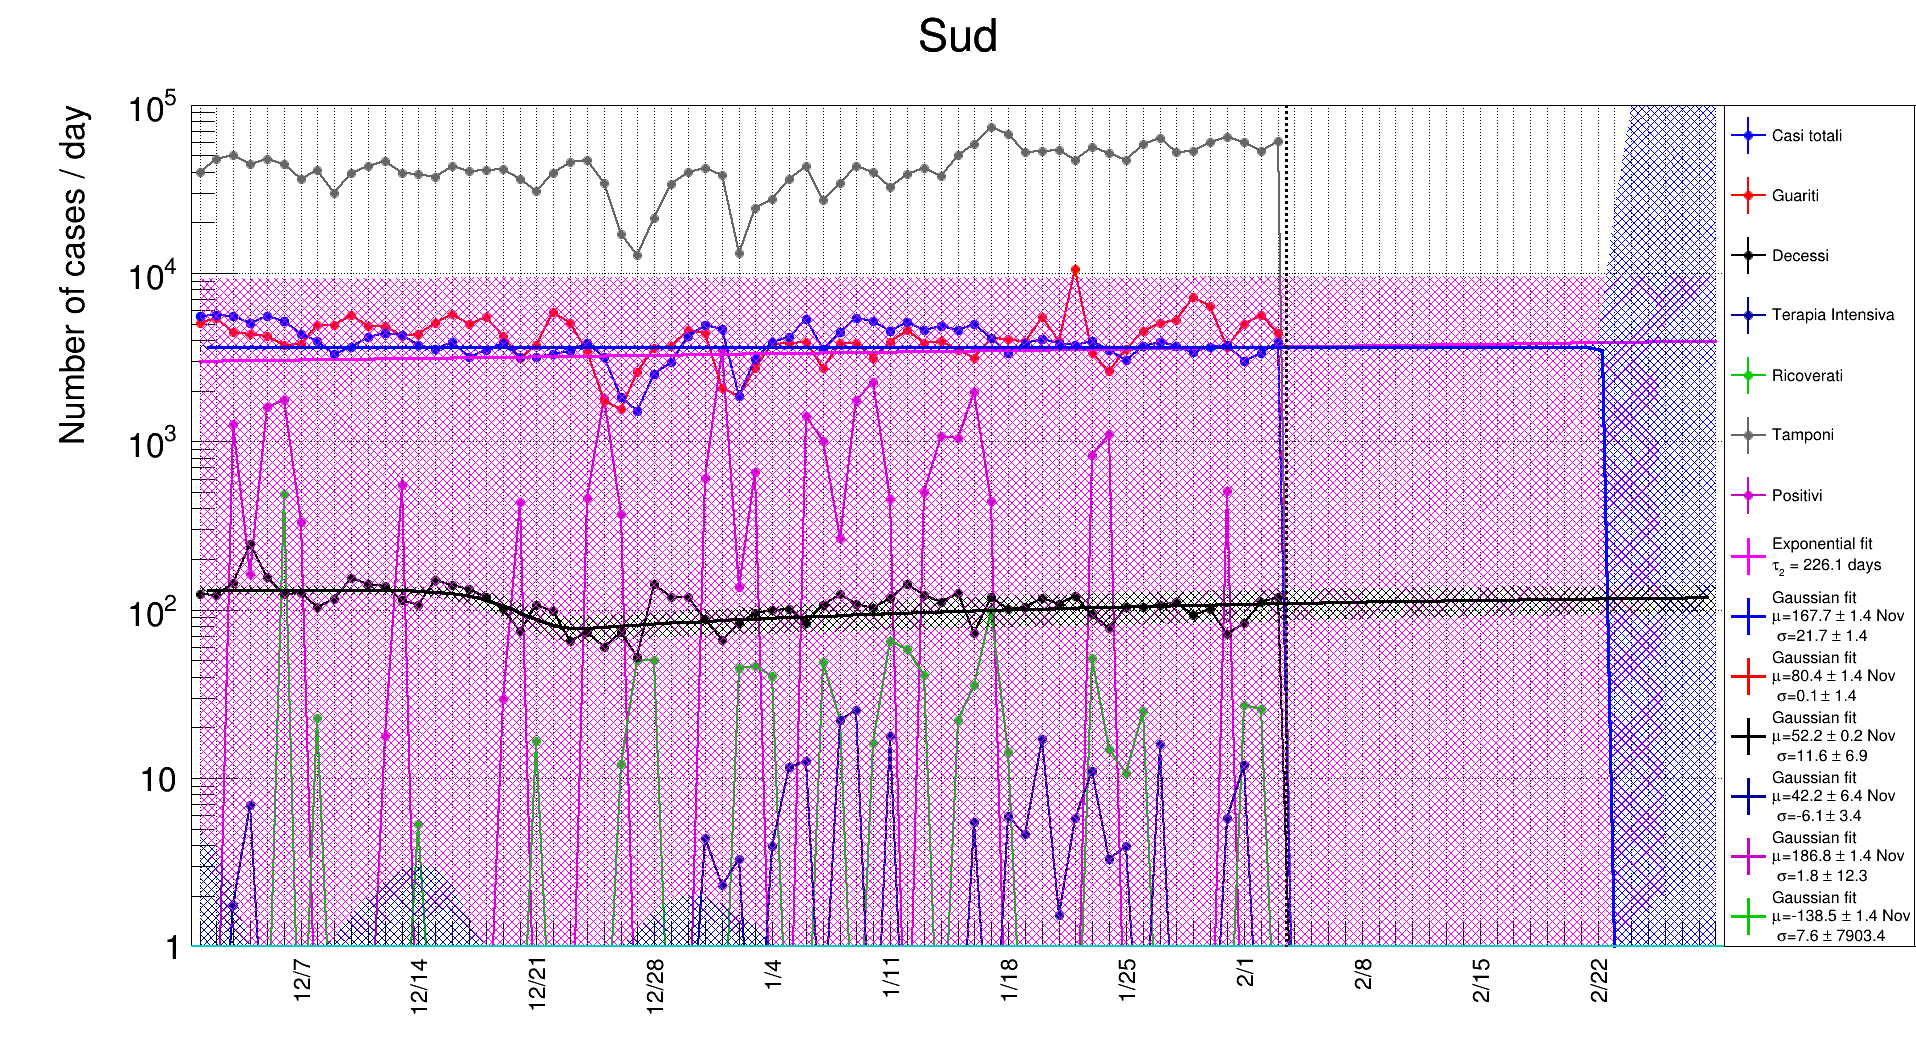 Sud
Number of cases / day
10^5
10^4
10^3
10^2
10
1
12/7
12/14
12/21
12/28
1/4
1/11
1/18
1/25
2/1
2/8
2/15
2/22
Casi totali
Guariti
Decessi
Terapia Intensiva
Ricoverati
Tamponi
Positivi
Exponential fit
τ₂ = 226.1 days
Gaussian fit
μ=167.7 ± 1.4 Nov
σ=21.7 ± 1.4
Gaussian fit
μ=80.4 ± 1.4 Nov
σ=0.1 ± 1.4
Gaussian fit
μ=52.2 ± 0.2 Nov
σ=11.6 ± 6.9
Gaussian fit
μ=42.2 ± 6.4 Nov
σ=-6.1 ± 3.4
Gaussian fit
μ=186.8 ± 1.4 Nov
σ=1.8 ± 12.3
Gaussian fit
μ=-138.5 ± 1.4 Nov
σ=7.6 ± 7903.4